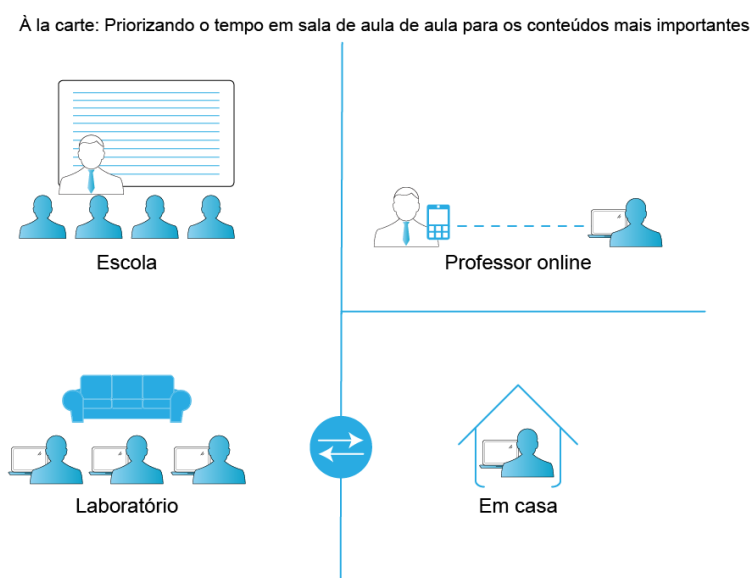 À la carte: Priorizando o tempo em sala de aula de aula para os conteúdos mais importantes
Escola
Professor online
Laboratório
Em casa